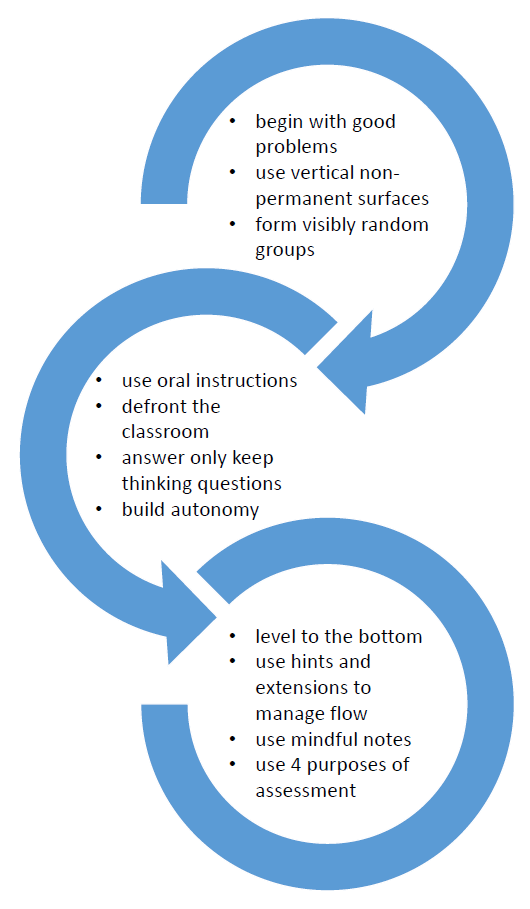 • begin with good
problems
• use vertical non-
permanent surfaces
• form visibly random
groups
• use oral instructions
• defront the
classroom
• answer only keep
thinking questions
• build autonomy
• level to the bottom
• use hints and
extensions to
manage flow
• use mindful notes
• use 4 purposes of
assessment